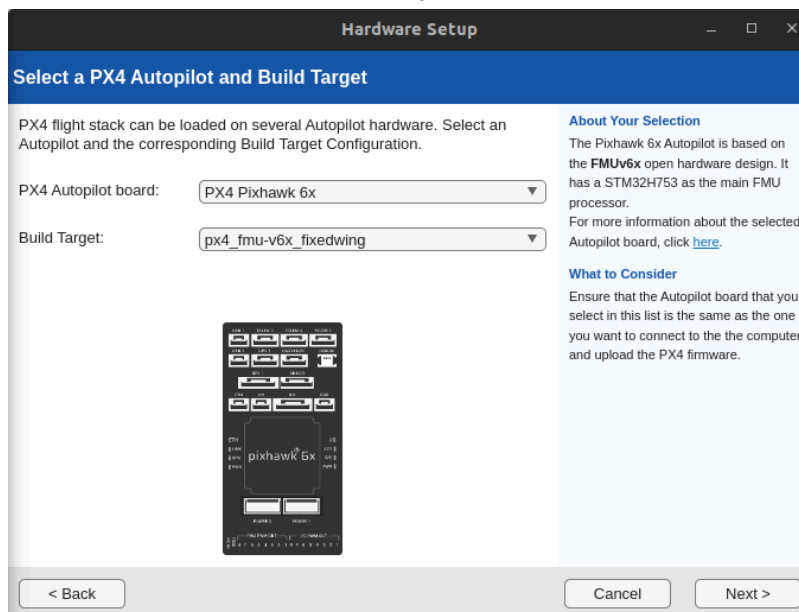 Hardware Setup
Select a PX4 Autopilot and Build Target
PX4 flight stack can be loaded on several Autopilot hardware. Select an
Autopilot and the corresponding Build Target Configuration.
PX4 Autopilot board:
PX4 Pixhawk 6x
Build Target:
px4_fmu-v6x_fixedwing
ETH
I/O
pixhawk 6x
POWER 2
POWER 1
About Your Selection
The Pixhawk 6x Autopilot is based on
the FMUv6x open hardware design. It
has a STM32H753 as the main FMU
processor.
For more information about the selected
Autopilot board, click here.
What to Consider
Ensure that the Autopilot board that you
select in this list is the same as the one
you want to connect to the the computer
and upload the PX4 firmware.
< Back
Cancel
Next >